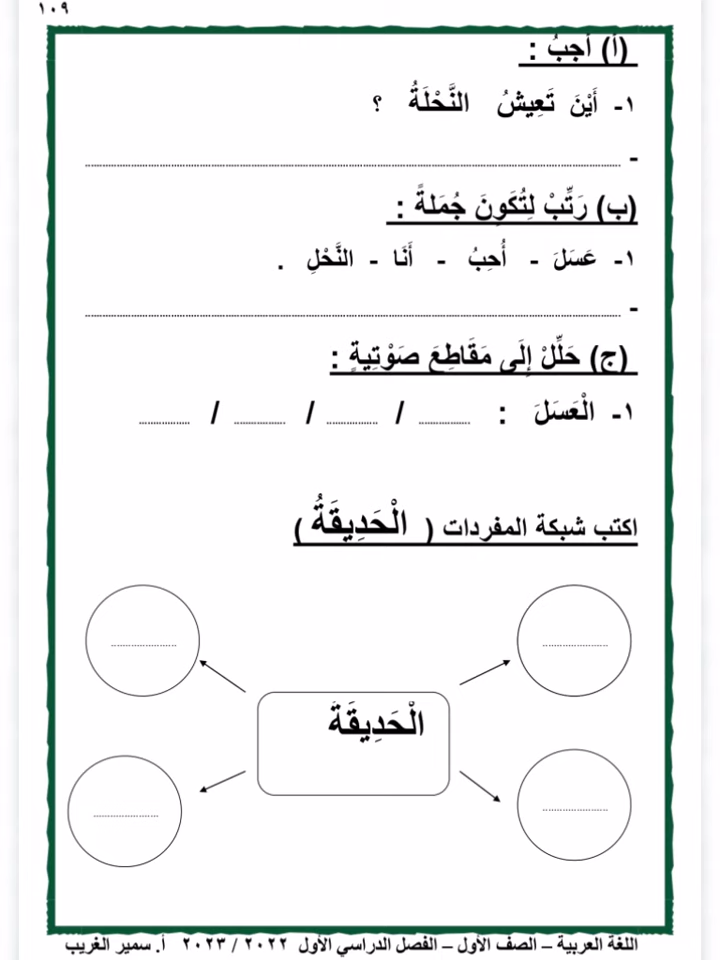 ١٠٩
(أ) أَجِبُ :
١- أَيْنَ تَعِيشُ النَّحْلَةُ ؟
-
(ب) رَتِّبْ لِتُكَوِنَ جُمَلةً :
١- عَسَلَ - أُحِبُ - أَنَا - النَّحْلِ .
-
(ج) حَلِّلْ إِلَى مَقَاطِعَ صَوْتِيةٍ :
١- الْعَسَلَ : / / /
اكتب شبكة المفردات ( الْحَدِيقَةُ )
الْحَدِيقَةَ
اللغة العربية – الصف الأول – الفصل الدراسي الأول ٢٠٢٢ / ٢٠٢٣ أ. سمير الغريب